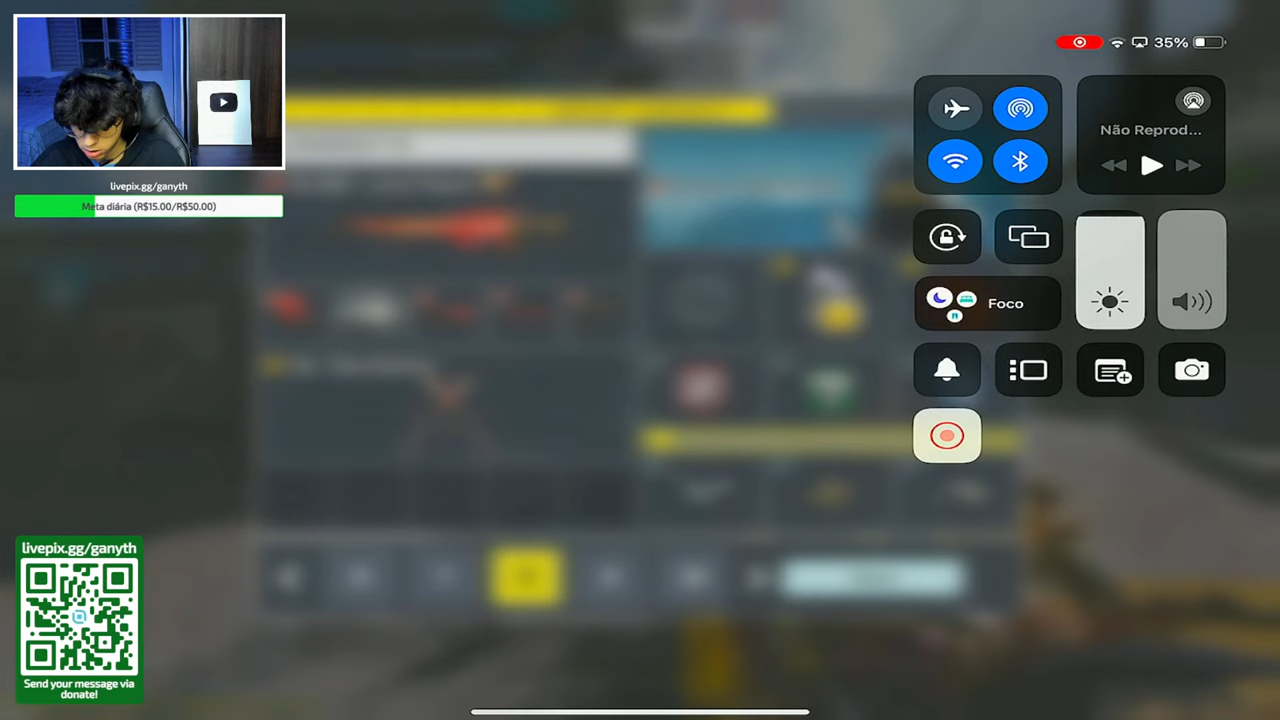 35%
Não Reprod...
livepix.gg/ganyth
Meta diária (R$15.00/R$50.00)
Foco
livepix.gg/ganyth
Send your message via
donate!